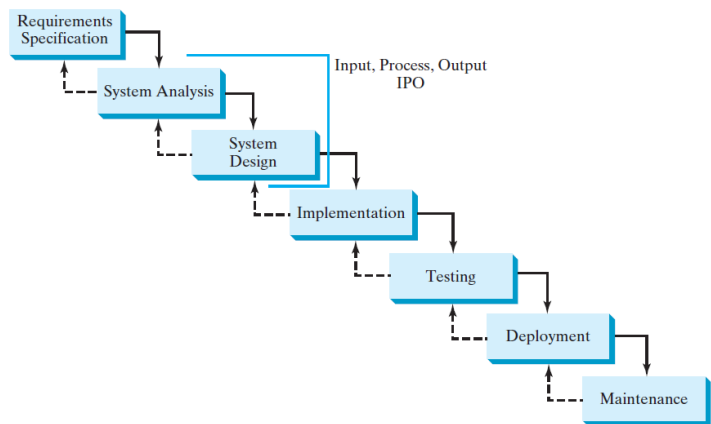 Requirements
Specification
Input, Process, Output
IPO
System Analysis
System
Design
Implementation
Testing
Deployment
Maintenance